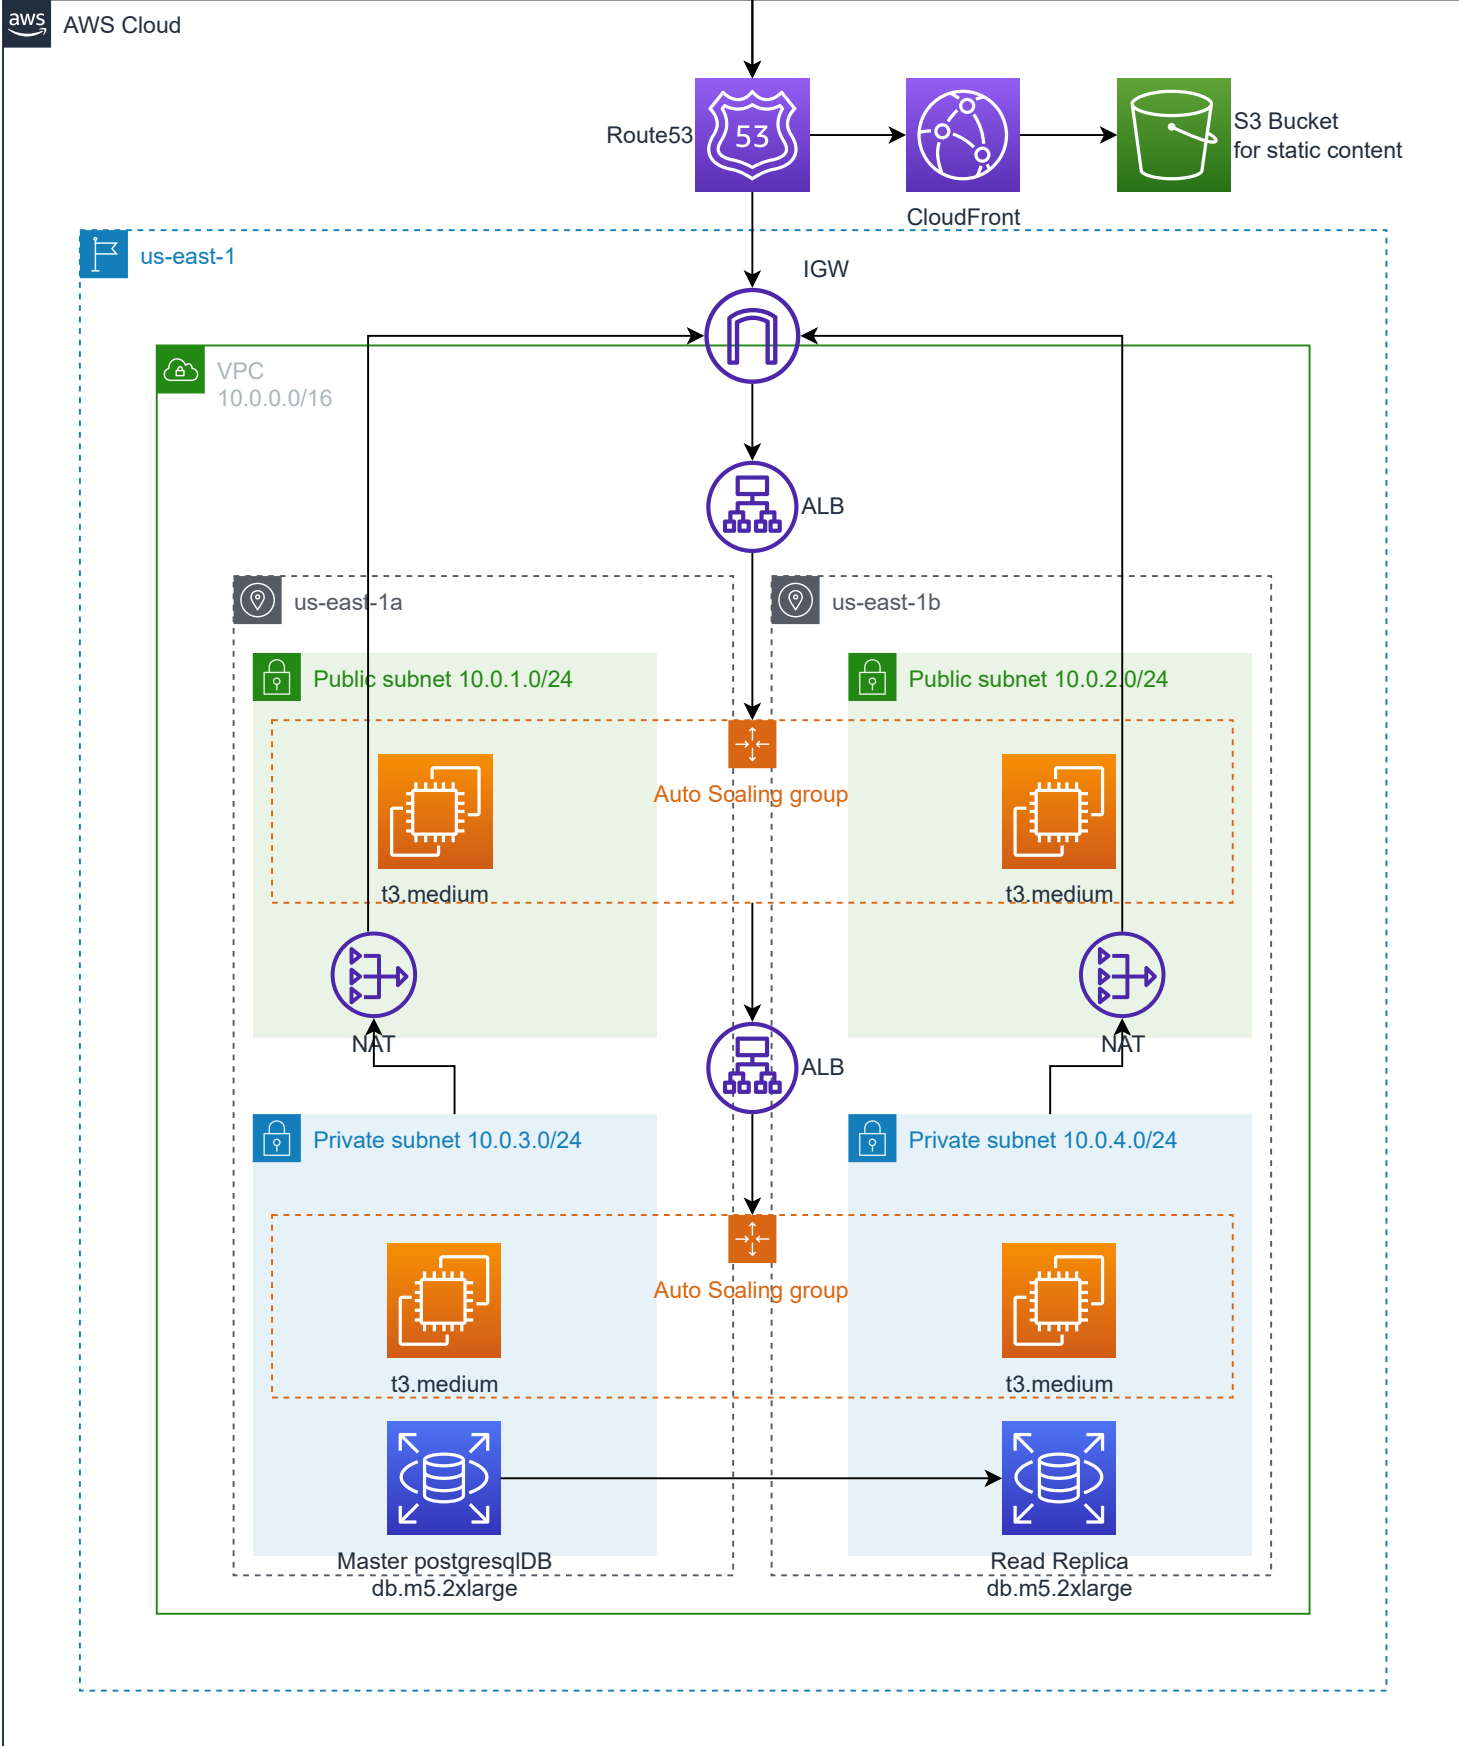 aws
AWS Cloud
Route53
53
S3 Bucket
for static content
CloudFront
us-east-1
IGW
VPC
10.0.0.0/16
ALB
us-east-1a
us-east-1b
Public subnet 10.0.1.0/24
Public subnet 10.0.2.0/24
Auto Scaling group
t3.medium
t3.medium
NAT
NAT
ALB
Private subnet 10.0.3.0/24
Private subnet 10.0.4.0/24
Auto Scaling group
t3.medium
t3.medium
Master postgresqlDB
db.m5.2xlarge
Read Replica
db.m5.2xlarge